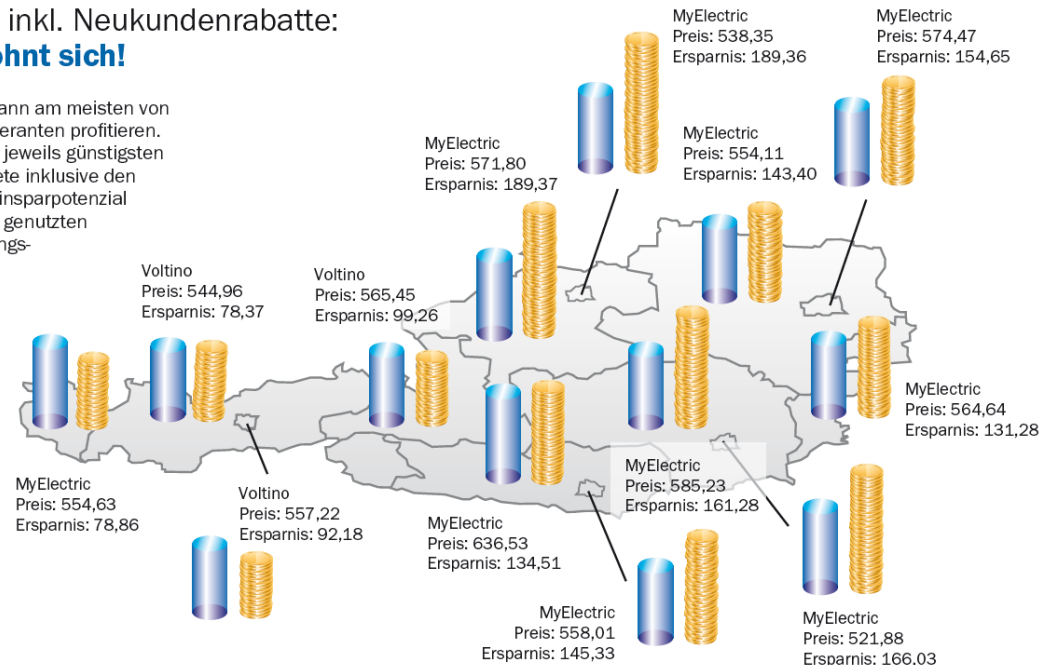 inkl. Neukundenrabatte:
ohnt sich!
ann am meisten von
eranten profitieren.
jeweils günstigsten
ete inklusive den
insparpotenzial
genutzten
ngs-
MyElectric
Preis: 538,35
Ersparnis: 189,36
MyElectric
Preis: 574,47
Ersparnis: 154,65
MyElectric
Preis: 571,80
Ersparnis: 189,37
MyElectric
Preis: 554,11
Ersparnis: 143,40
Voltino
Preis: 544,96
Ersparnis: 78,37
Voltino
Preis: 565,45
Ersparnis: 99,26
MyElectric
Preis: 564,64
Ersparnis: 131,28
MyElectric
Preis: 554,63
Ersparnis: 78,86
Voltino
Preis: 557,22
Ersparnis: 92,18
MyElectric
Preis: 636,53
Ersparnis: 134,51
MyElectric
Preis: 585,23
Ersparnis: 161,28
MyElectric
Preis: 558,01
Ersparnis: 145,33
MyElectric
Preis: 521,88
Ersparnis: 166,03